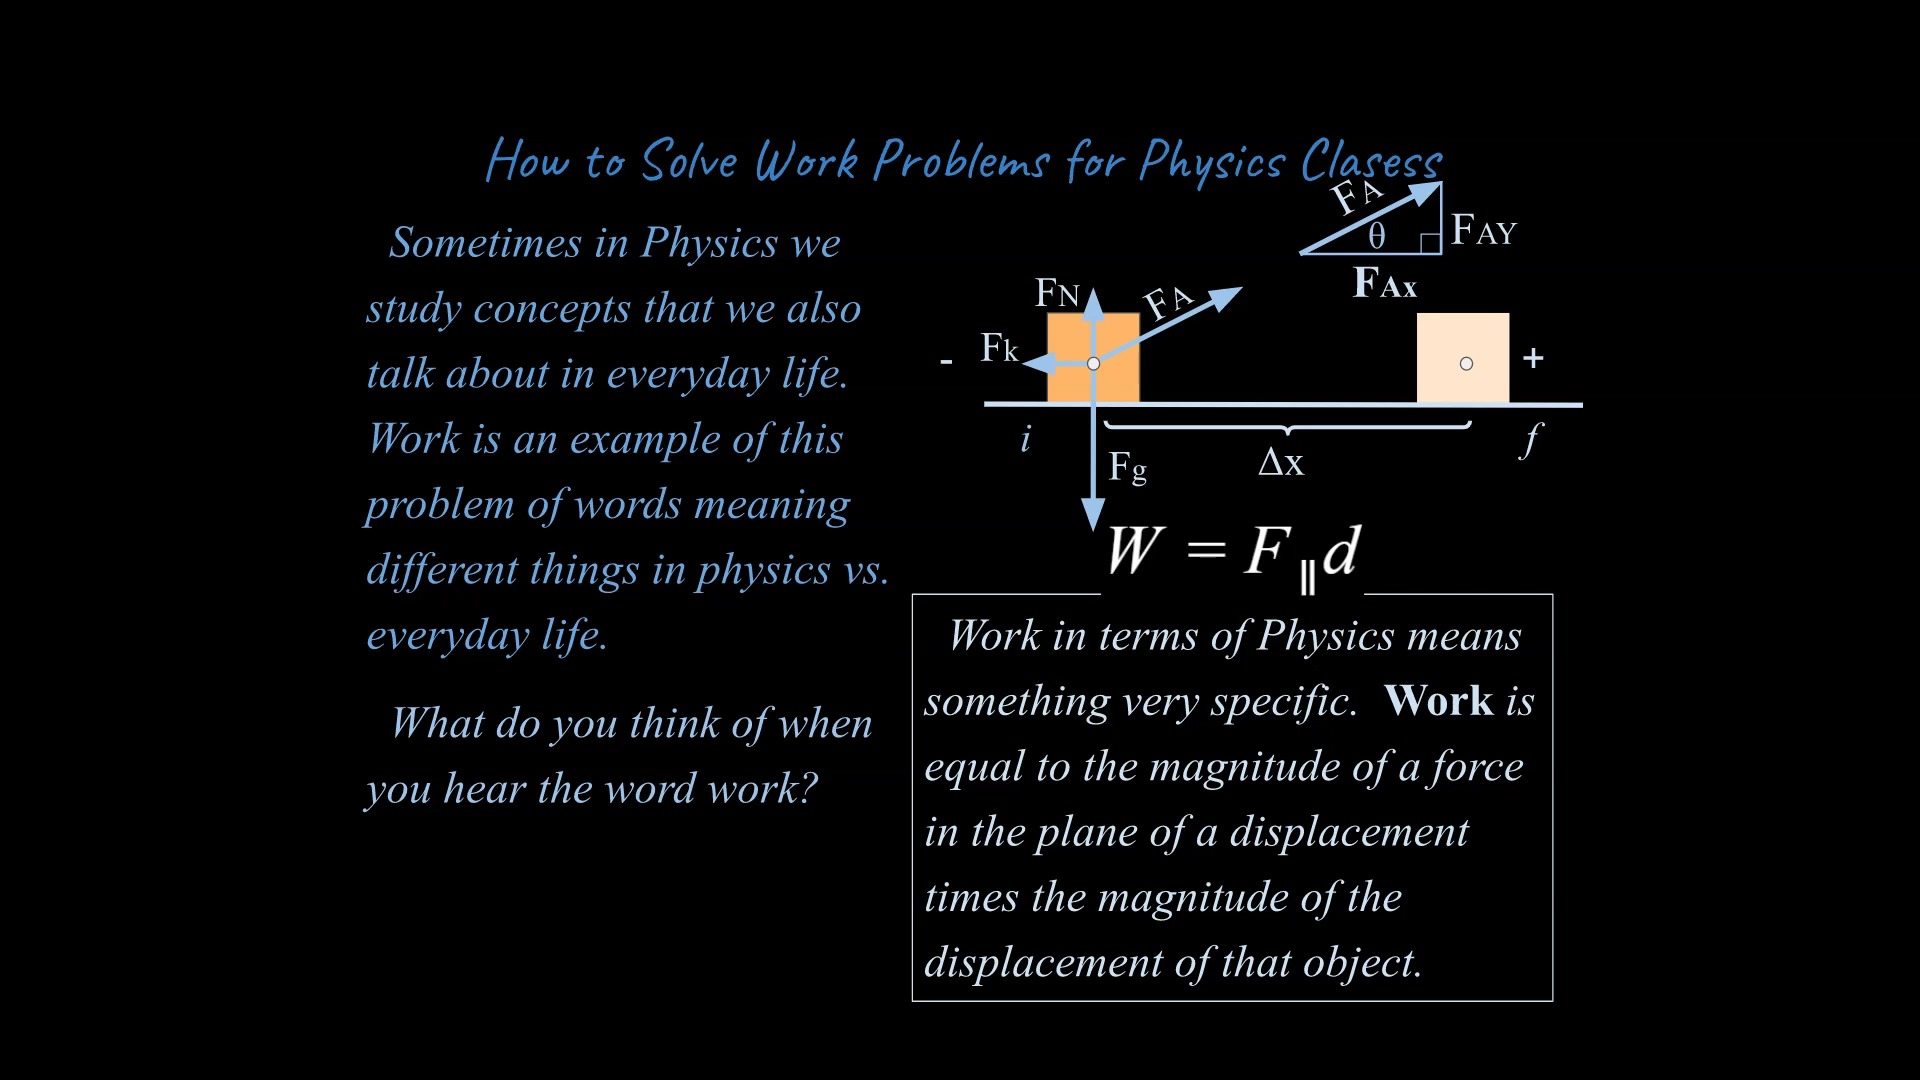 How to Solve Work Problems for Physics Clasess
Sometimes in Physics we
study concepts that we also
talk about in everyday life.
Work is an example of this
problem of words meaning
different things in physics vs.
everyday life.
What do you think of when
you hear the word work?
FA
θ
FAY
FAx
FN
FA
Fk
-
+
i
Fg
Δx
f
W = F∥d
Work in terms of Physics means
something very specific. Work is
equal to the magnitude of a force
in the plane of a displacement
times the magnitude of the
displacement of that object.